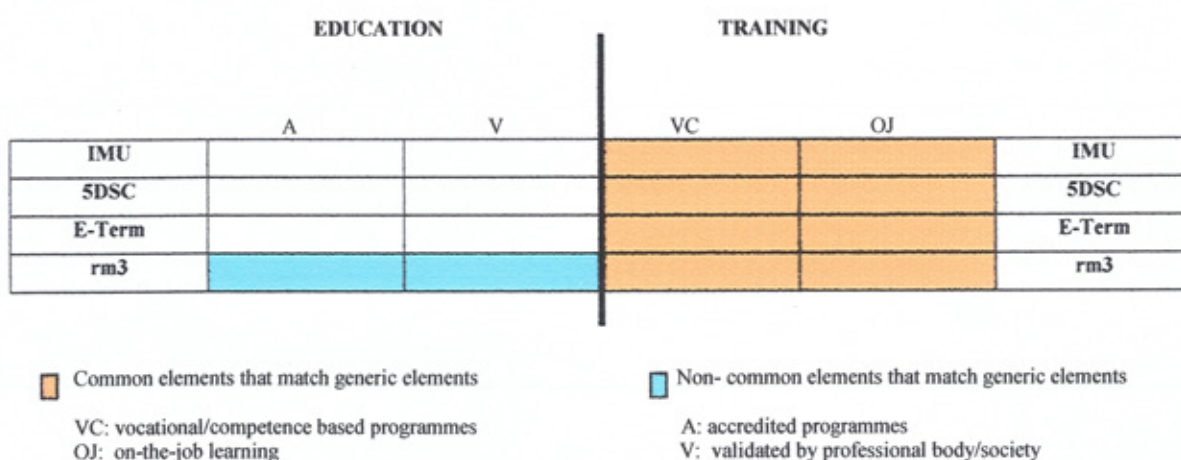 EDUCATION TRAINING
A V VC OJ
IMU IMU
5DSC 5DSC
E-Term E-Term
rm3 rm3
Common elements that match generic elements Non- common elements that match generic elements
VC: vocational/competence based programmes A: accredited programmes
OJ: on-the-job learning V: validated by professional body/society